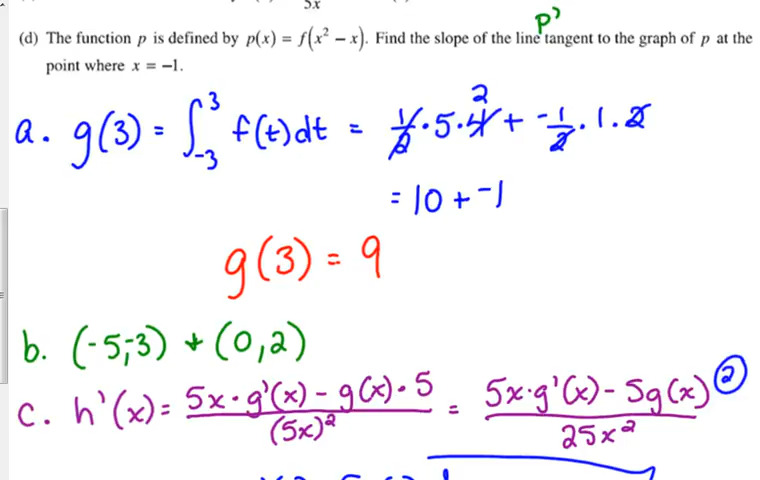 5x
p'
(d) The function p is defined by p(x) = f(x² − x). Find the slope of the line tangent to the graph of p at the
point where x = −1.
a. g(3) = ∫₋₃³ f(t)dt = 1/2 · 5 · 4 2 + -1/2 · 1 · 2
= 10 + -1
g(3) = 9
b. (-5,-3) + (0,2)
c. h'(x) = 5x · g'(x) - g(x) · 5 / (5x)² = 5x · g'(x) - 5g(x) / 25x² 2